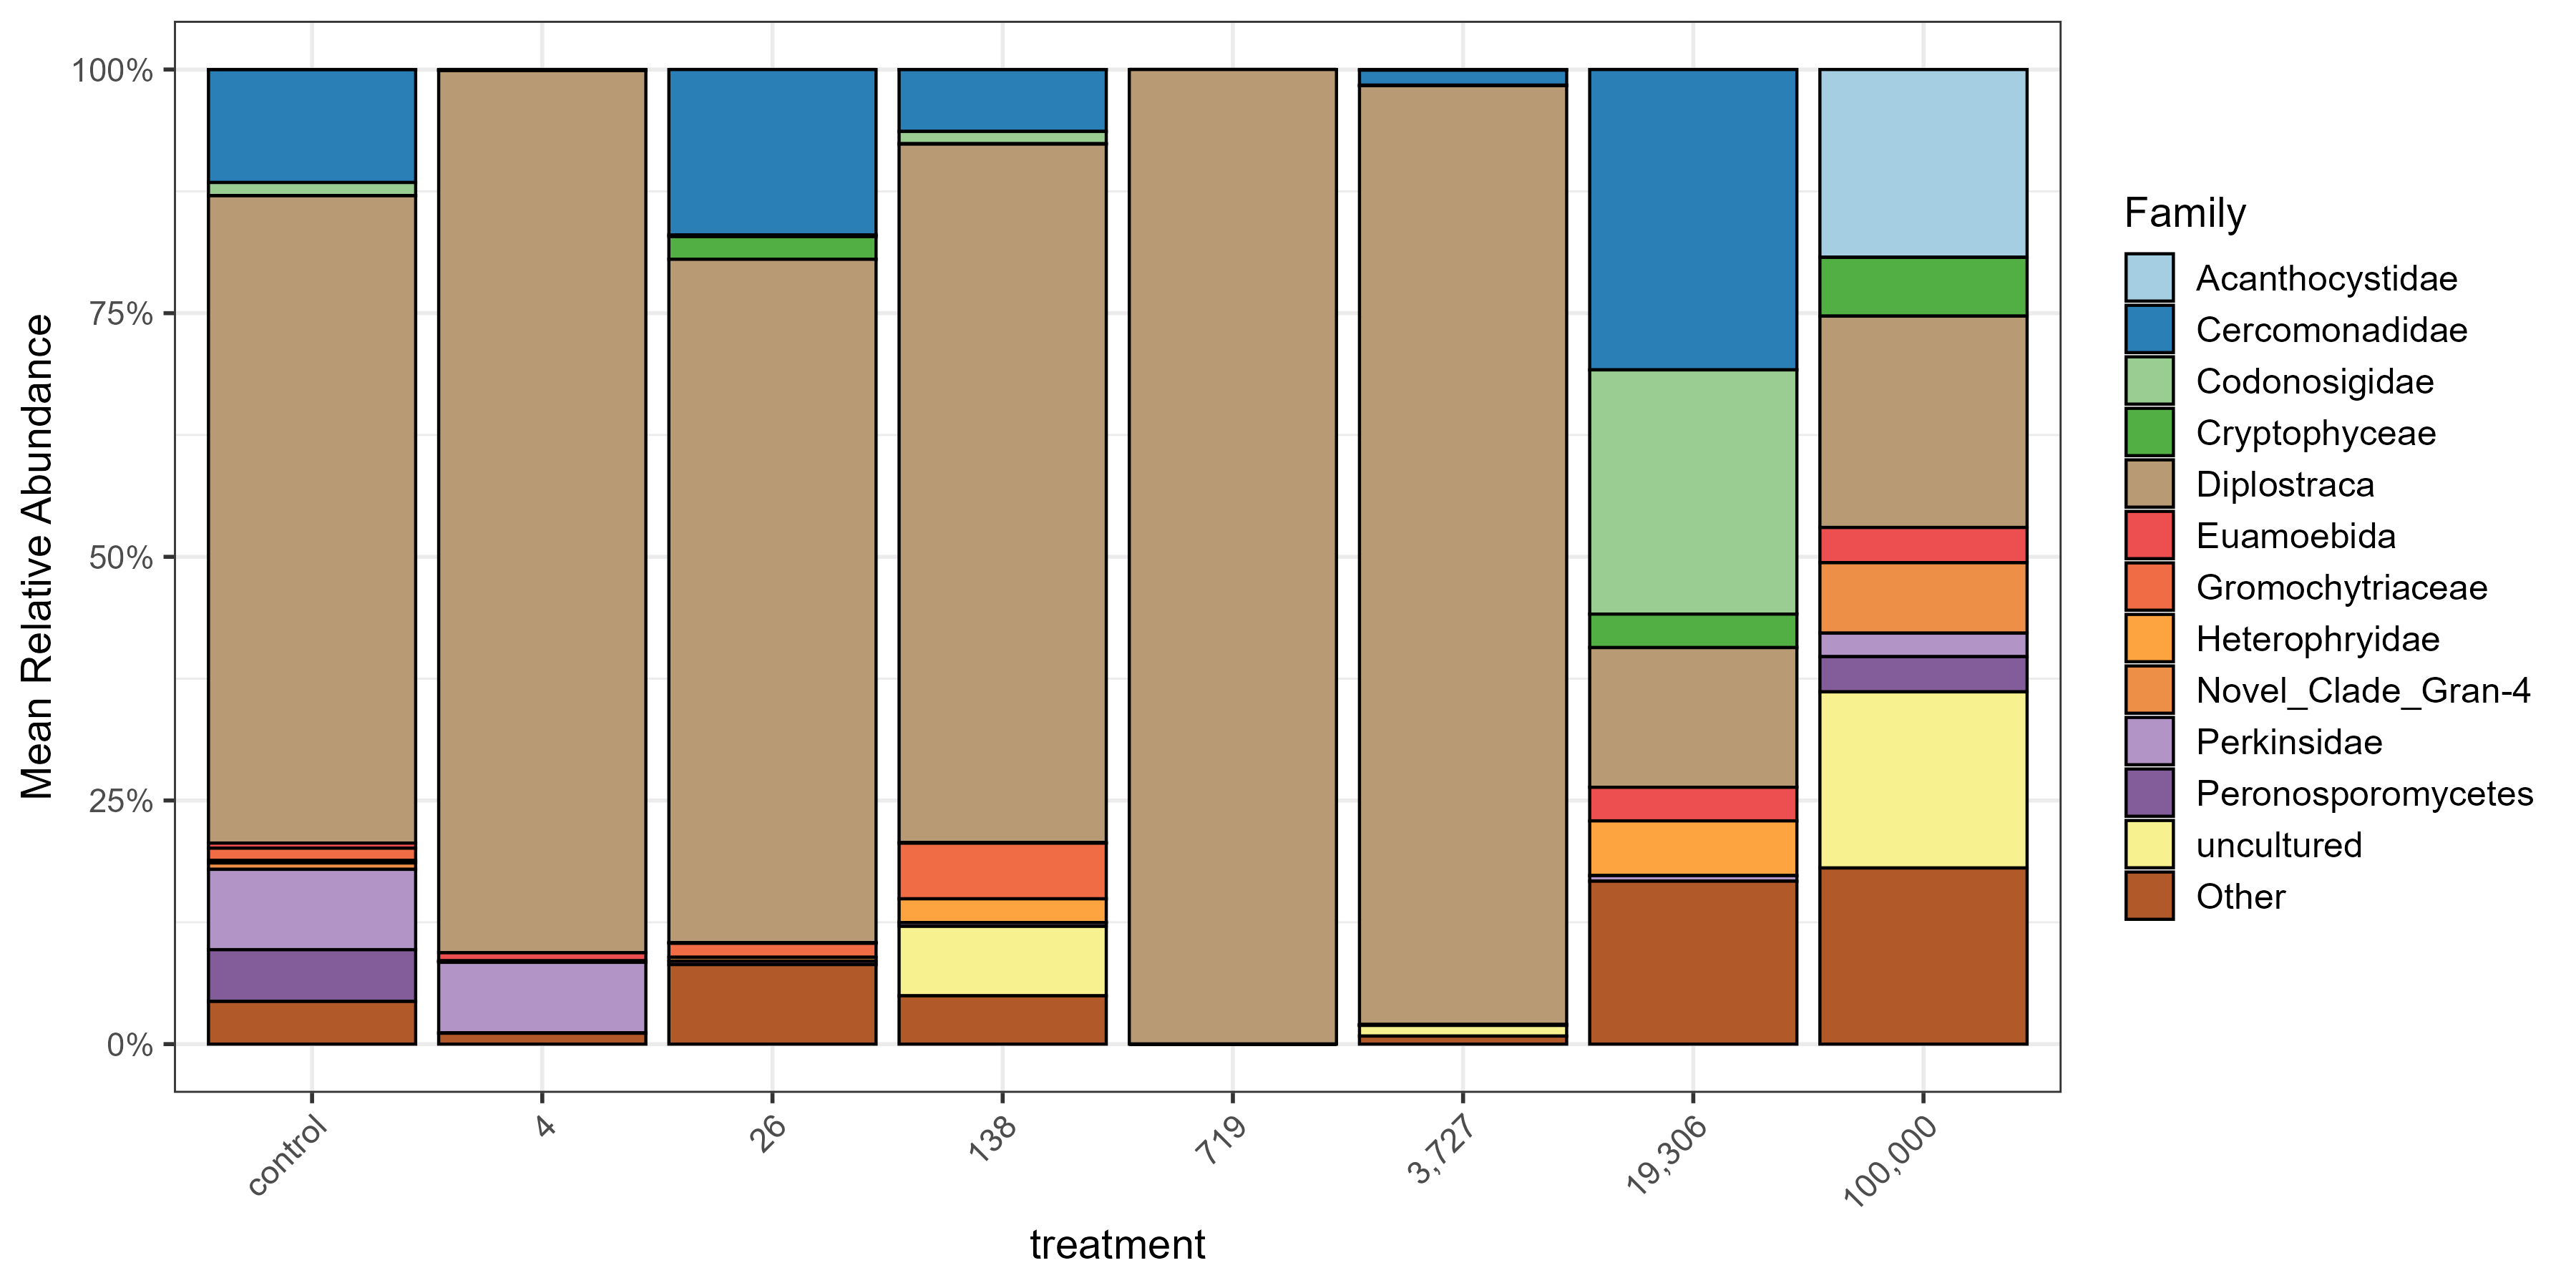 Mean Relative Abundance
100%
75%
50%
25%
0%
control
4
26
138
719
3,727
19,306
100,000
treatment
Family
Acanthocystidae
Cercomonadidae
Codonosigidae
Cryptophyceae
Diplostraca
Euamoebida
Gromochytriaceae
Heterophryidae
Novel_Clade_Gran-4
Perkinsidae
Peronosporomycetes
uncultured
Other